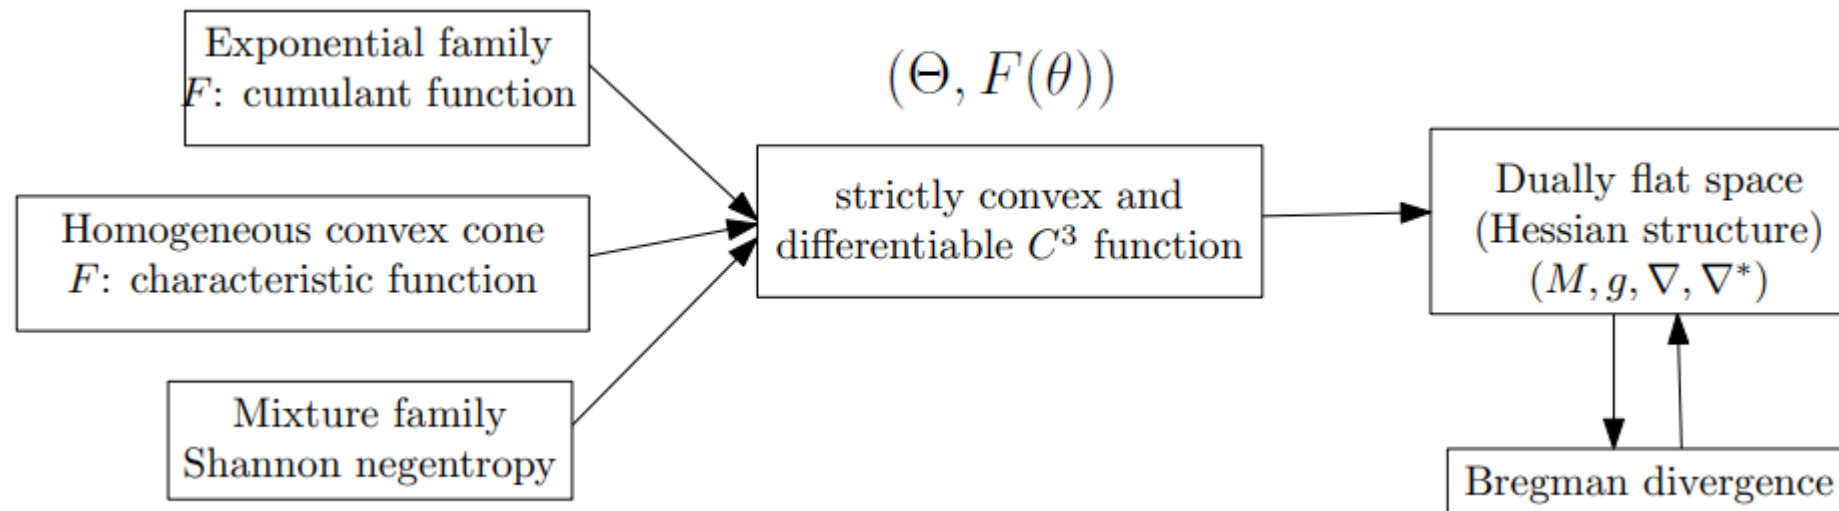 Exponential family
F: cumulant function
(Θ, F(θ))
Homogeneous convex cone
F: characteristic function
strictly convex and
differentiable C³ function
Dually flat space
(Hessian structure)
(M, g, ∇, ∇*)
Mixture family
Shannon negentropy
Bregman divergence